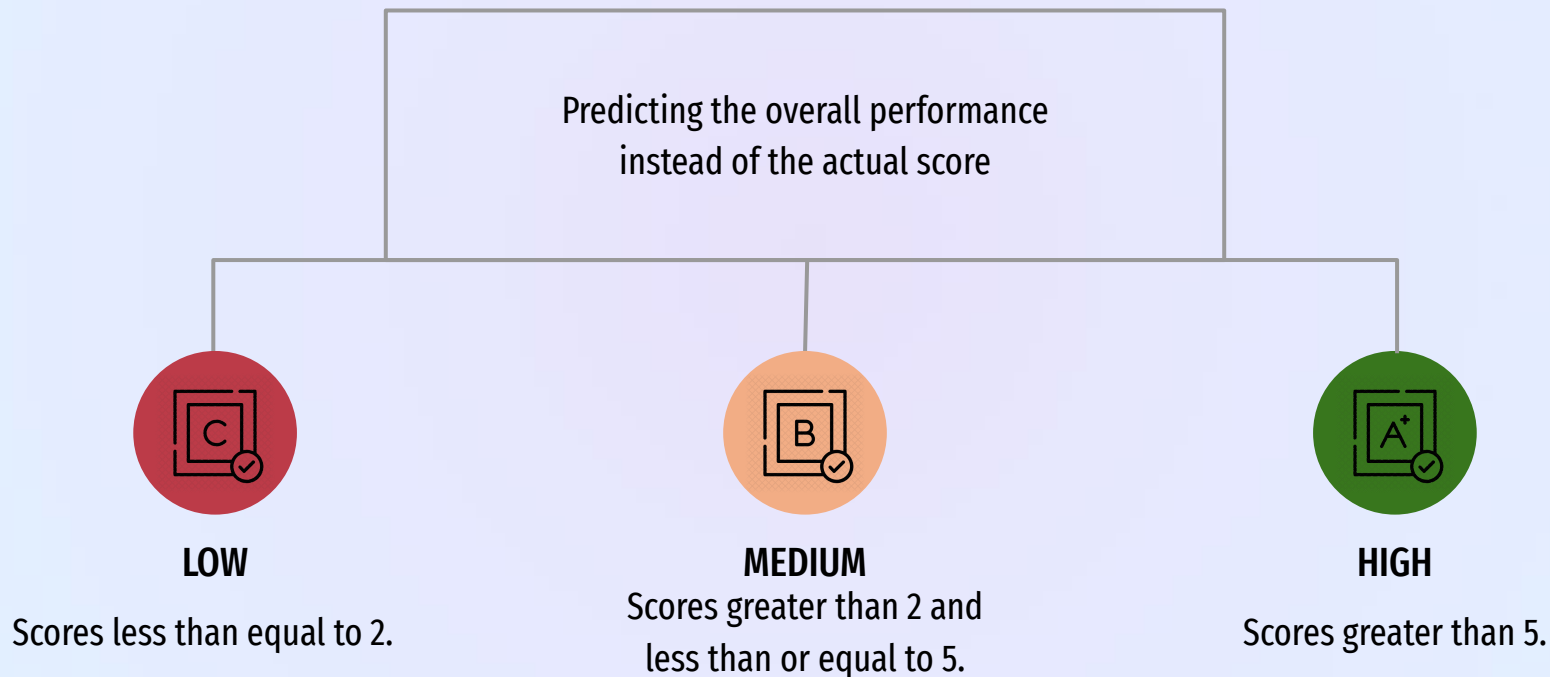 Predicting the overall performance
instead of the actual score
C
B
A+
LOW
MEDIUM
HIGH
Scores less than equal to 2.
Scores greater than 2 and
less than or equal to 5.
Scores greater than 5.